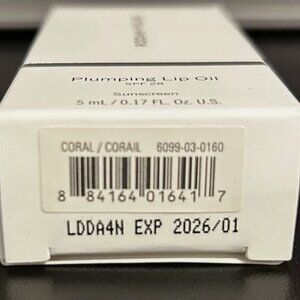 Plumping Lip Oil
SPF 25
Sunscreen
5 mL / 0.17 FL. Oz. U.S.
CORAL / CORAIL 6099-03-0160
8 84164 01641 7
LDDA4N EXP 2026/01